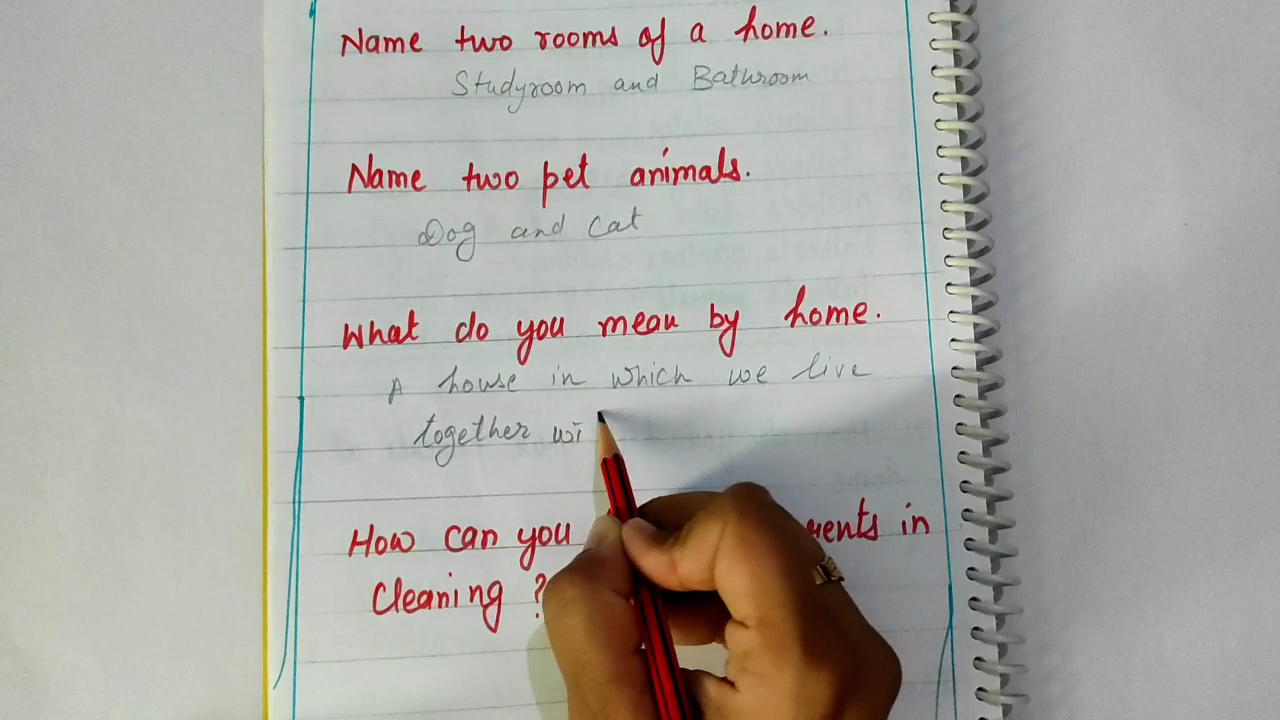 Name two rooms of a home.
Studyroom and Bathroom
Name two pet animals.
Dog and Cat
What do you mean by home.
A house in which we live
together wi
How can you in
Cleaning ?